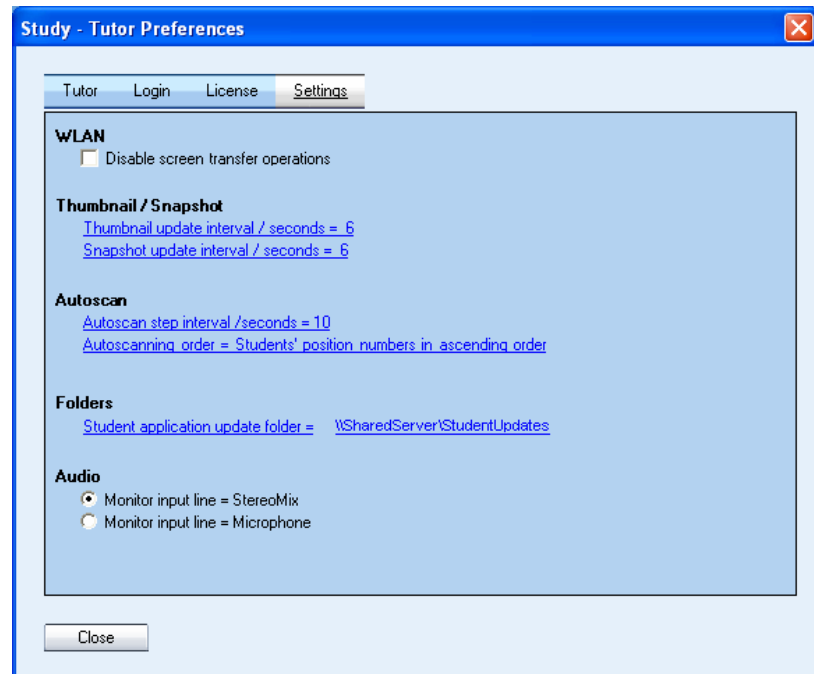 Study - Tutor Preferences
Tutor Login License Settings
WLAN
Disable screen transfer operations
Thumbnail / Snapshot
Thumbnail update interval / seconds = 6
Snapshot update interval / seconds = 6
Autoscan
Autoscan step interval /seconds = 10
Autoscanning order = Students' position numbers in ascending order
Folders
Student application update folder = \\SharedServer\StudentUpdates
Audio
Monitor input line = StereoMix
Monitor input line = Microphone
Close